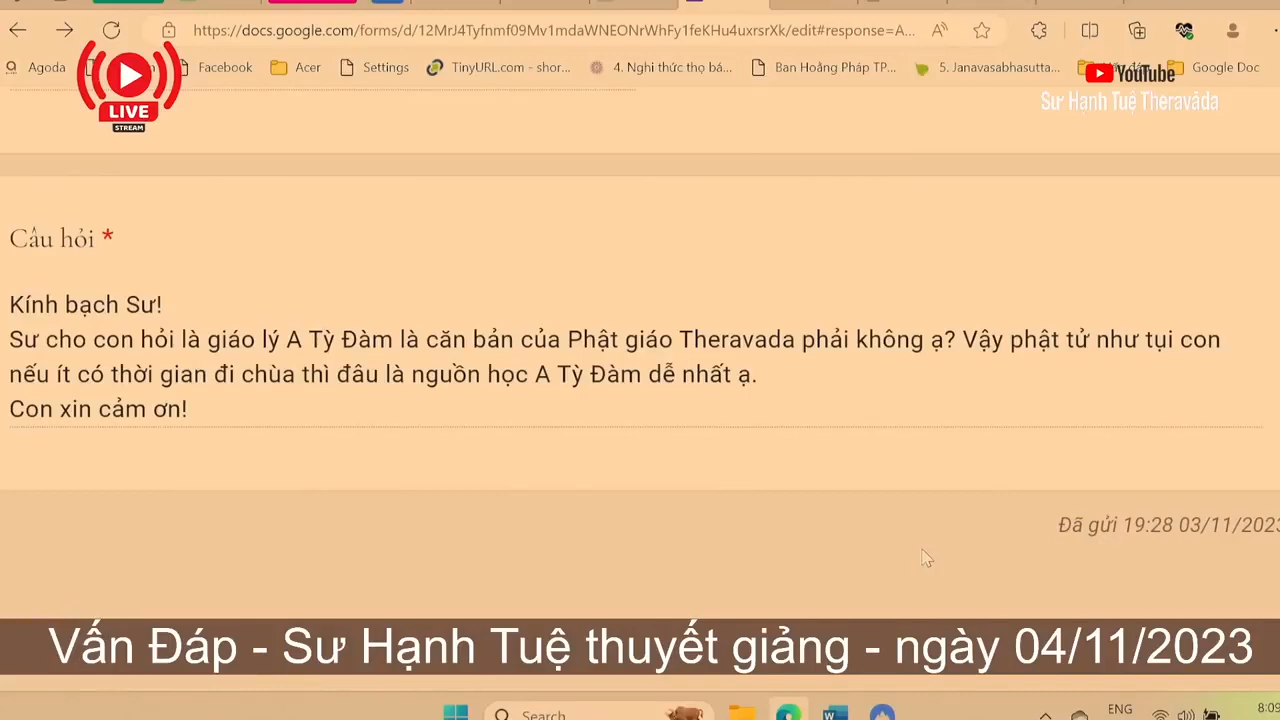 https://docs.google.com/forms/d/12MrJ4Tyfnmf09Mv1mdaWNEONrWhFy1feKHu4uxrsrXk/edit#response=A...
Agoda
Facebook
Acer
Settings
TinyURL.com - shor...
4. Nghi thức thọ bá...
Ban Hoằng Pháp TP...
5. Janavasabhasutta...
Google Doc
LIVE
STREAM
YouTube
Sư Hạnh Tuệ Theravāda
Câu hỏi *
Kính bạch Sư!
Sư cho con hỏi là giáo lý A Tỳ Đàm là căn bản của Phật giáo Theravada phải không ạ? Vậy phật tử như tụi con
nếu ít có thời gian đi chùa thì đâu là nguồn học A Tỳ Đàm dễ nhất ạ.
Con xin cảm ơn!
Đã gửi 19:28 03/11/2023
Vấn Đáp - Sư Hạnh Tuệ thuyết giảng - ngày 04/11/2023
Search
ENG
8:09